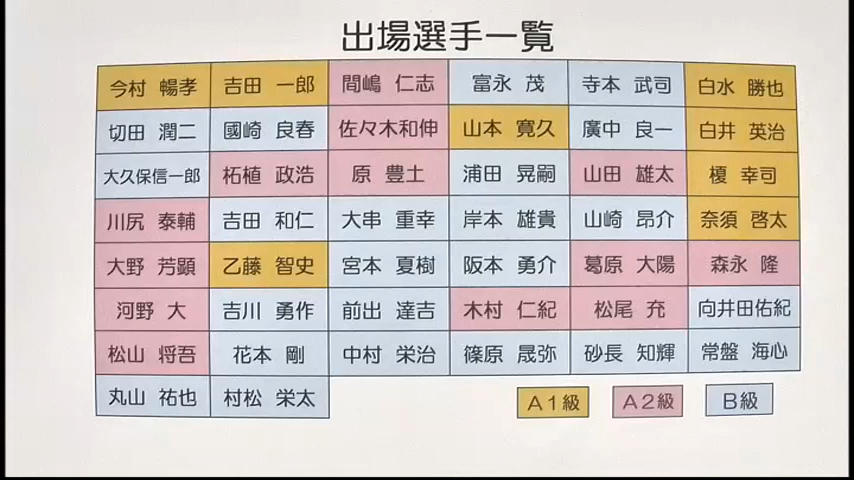 出場選手一覧
今村 暢孝 吉田 一郎 間嶋 仁志 富永 茂 寺本 武司 白水 勝也
切田 潤二 國崎 良春 佐々木和伸 山本 寛久 廣中 良一 白井 英治
大久保信一郎 柘植 政浩 原 豊土 浦田 晃嗣 山田 雄太 榎 幸司
川尻 泰輔 吉田 和仁 大串 重幸 岸本 雄貴 山崎 昂介 奈須 啓太
大野 芳顕 乙藤 智史 宮本 夏樹 阪本 勇介 葛原 大陽 森永 隆
河野 大 吉川 勇作 前出 達吉 木村 仁紀 松尾 充 向井田佑紀
松山 将吾 花本 剛 中村 栄治 篠原 晟弥 砂長 知輝 常盤 海心
丸山 祐也 村松 栄太
A1級 A2級 B級